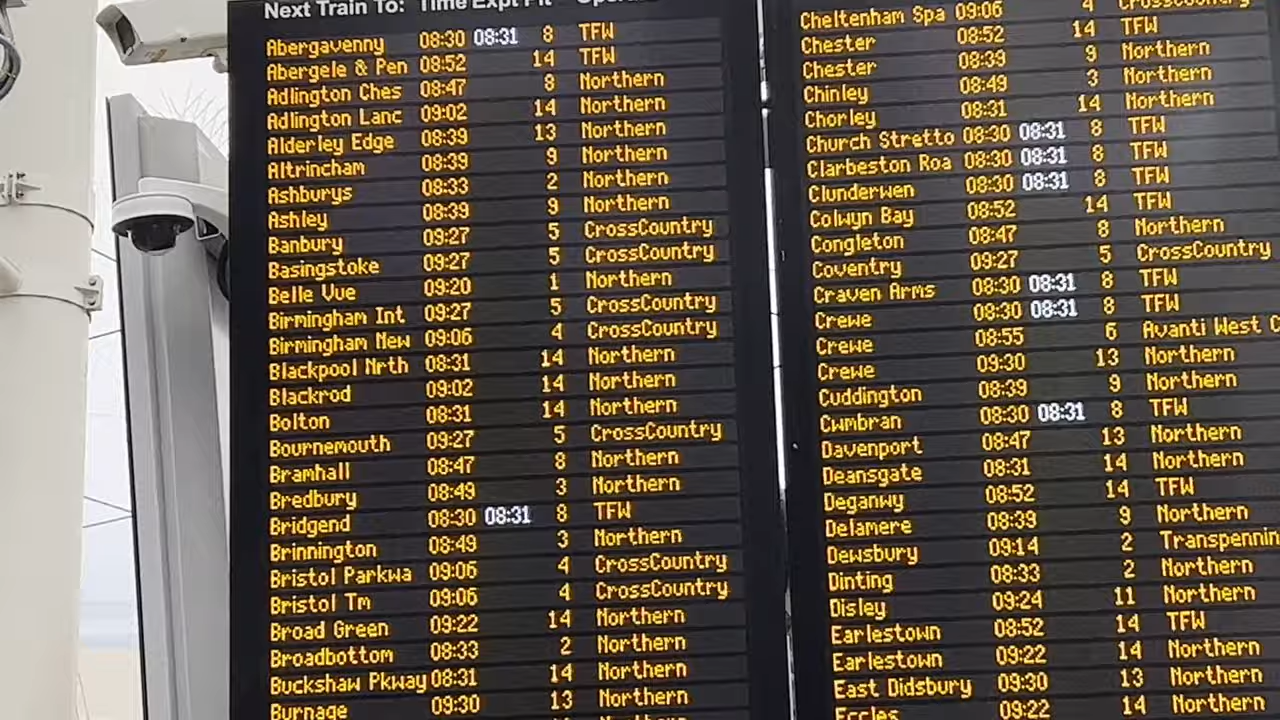 Next Train To: Time Expt Plt
Abergavenny 08:30 08:31 8 TFW
Abergele & Pen 08:52 14 TFW
Adlington Ches 08:47 8 Northern
Adlington Lanc 09:02 14 Northern
Alderley Edge 08:39 13 Northern
Altrincham 08:39 9 Northern
Ashburys 08:33 2 Northern
Ashley 08:39 9 Northern
Banbury 09:27 5 CrossCountry
Basingstoke 09:27 5 CrossCountry
Belle Vue 09:20 1 Northern
Birmingham Int 09:27 5 CrossCountry
Birmingham New 09:06 4 CrossCountry
Blackpool Nrth 08:31 14 Northern
Blackrod 09:02 14 Northern
Bolton 08:31 14 Northern
Bournemouth 09:27 5 CrossCountry
Bramhall 08:47 8 Northern
Bredbury 08:49 3 Northern
Bridgend 08:30 08:31 8 TFW
Brinnington 08:49 3 Northern
Bristol Parkwa 09:06 4 CrossCountry
Bristol Tm 09:06 4 CrossCountry
Broad Green 09:22 14 Northern
Broadbottom 08:33 2 Northern
Buckshaw Pkway 08:31 14 Northern
Burnage 09:30 13 Northern
Cheltenham Spa 09:06 4 CrossCountry
Chester 08:52 14 TFW
Chester 08:39 9 Northern
Chinley 08:49 3 Northern
Chorley 08:31 14 Northern
Church Stretto 08:30 08:31 8 TFW
Clarbeston Roa 08:30 08:31 8 TFW
Clunderwen 08:30 08:31 8 TFW
Colwyn Bay 08:52 14 TFW
Congleton 08:47 8 Northern
Coventry 09:27 5 CrossCountry
Craven Arms 08:30 08:31 8 TFW
Crewe 08:30 08:31 8 TFW
Crewe 08:55 6 Avanti West
Crewe 09:30 13 Northern
Cuddington 08:39 9 Northern
Cwmbran 08:30 08:31 8 TFW
Davenport 08:47 13 Northern
Deansgate 08:31 14 Northern
Deganwy 08:52 14 TFW
Delamere 08:39 9 Northern
Dewsbury 09:14 2 Transpennin
Dinting 08:33 2 Northern
Disley 09:24 11 Northern
Earlestown 08:52 14 TFW
Earlestown 09:22 14 Northern
East Didsbury 09:30 13 Northern
Eccles 09:22 14 Northern